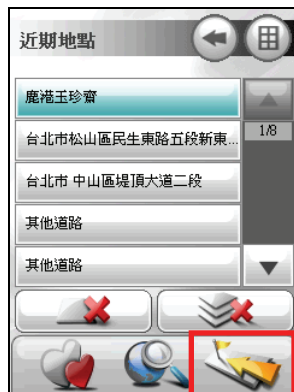 近期地點
鹿港玉珍齋
1/8
台北市松山區民生東路五段新東...
台北市 中山區堤頂大道二段
其他道路
其他道路